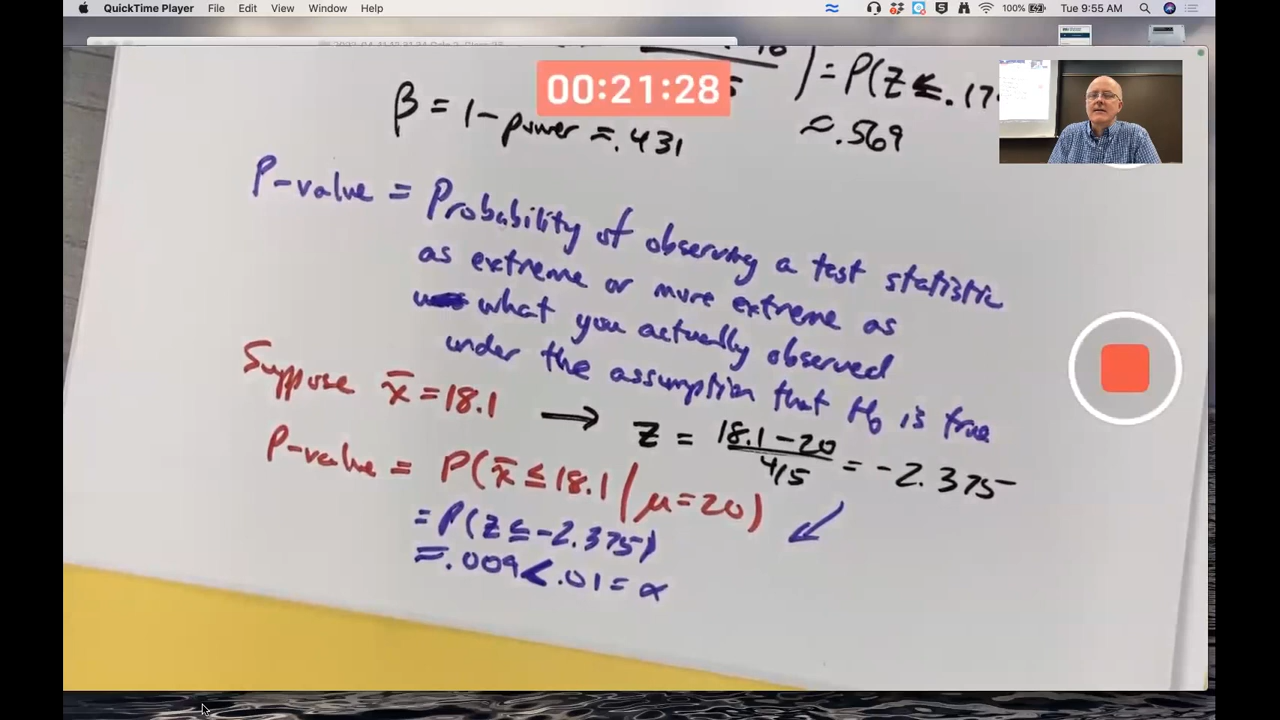 QuickTime Player File Edit View Window Help 100% Tue 9:55 AM
00:21:28
) = P(Z ≤ .17
β = 1 - power = .431
≈ .569
P-value = Probability of observing a test statistic
as extreme or more extreme as
what you actually observed
under the assumption that H₀ is true
Suppose x̄ = 18.1 → Z = (18.1 - 20)/(4/5) = -2.375
P-value = P(x̄ ≤ 18.1 / μ = 20)
= P(Z ≤ -2.375)
= .009 < .01 = α